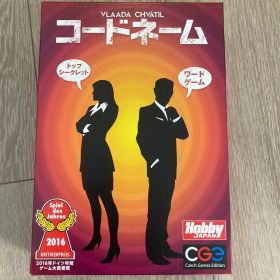 VLAADA CHVÁTIL
コードネーム
トップ
シークレット
ワード
ゲーム
Spiel
des
Jahres
2016
KRITIKERPREIS
2016年ドイツ年間
ゲーム大賞受賞
Hobby
JAPAN
CGE
Czech Games Edition